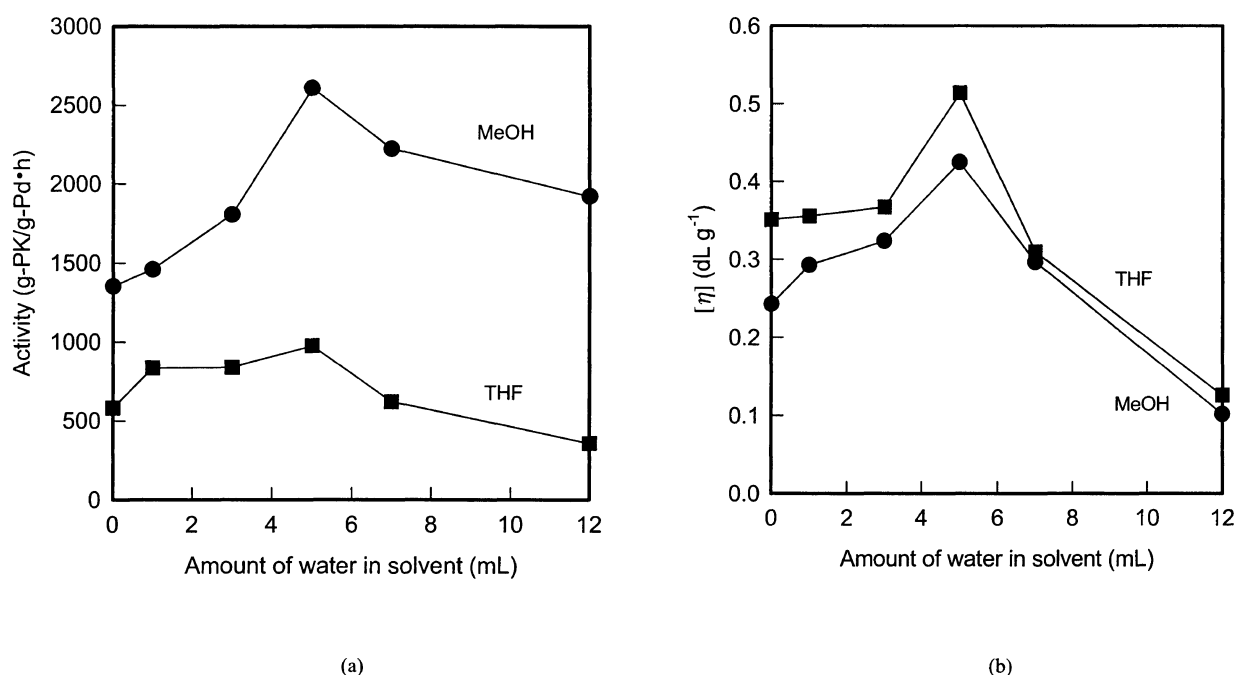 3000
2500
2000
1500
1000
500
0
Activity (g-PK/g-Pd•h)
MeOH
THF
0 2 4 6 8 10 12
Amount of water in solvent (mL)
(a)
0.6
0.5
0.4
0.3
0.2
0.1
0.0
[η] (dL g⁻¹)
THF
MeOH
0 2 4 6 8 10 12
Amount of water in solvent (mL)
(b)